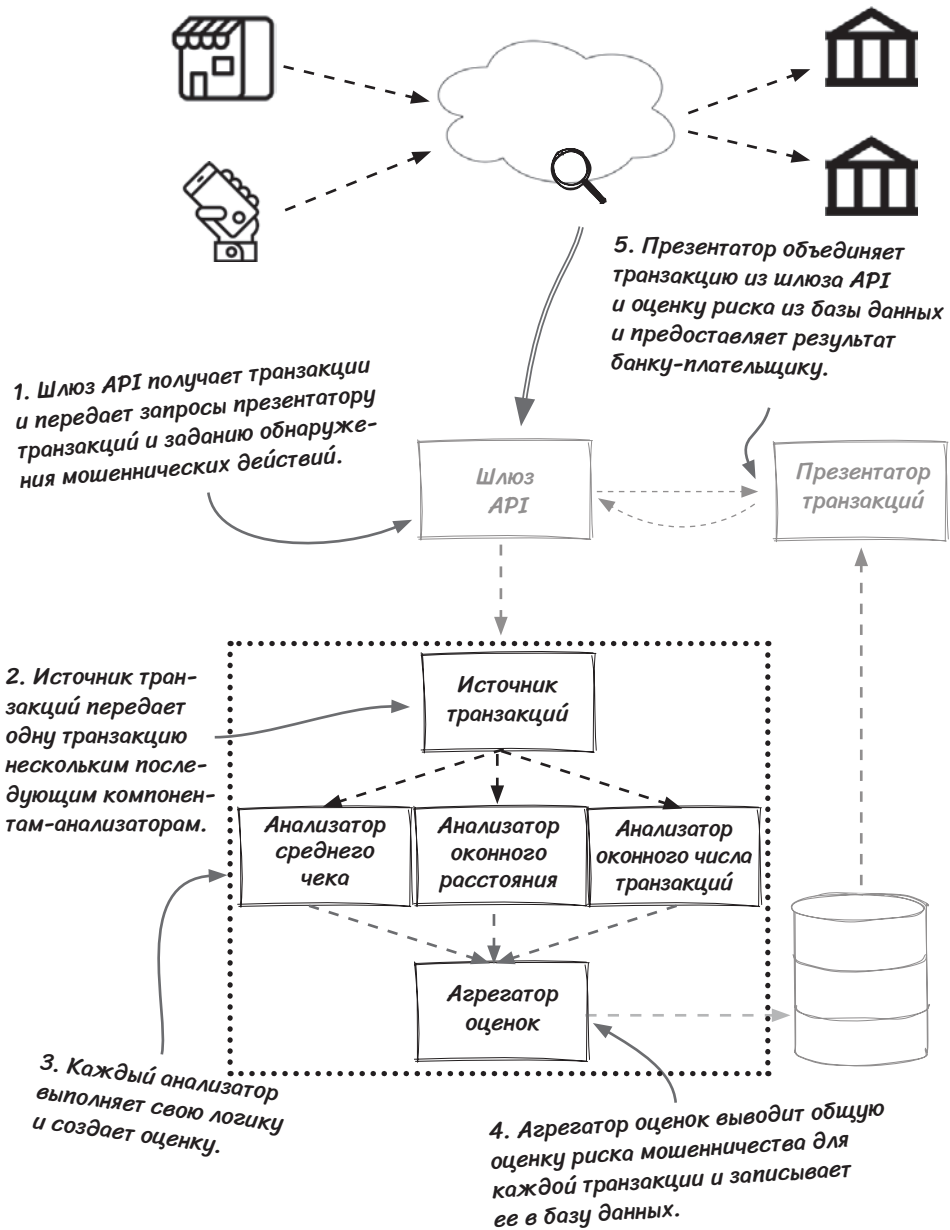 5. Презентатор объединяет
транзакцию из шлюза API
и оценку риска из базы данных
и предоставляет результат
банку-плательщику.
1. Шлюз API получает транзакции
и передает запросы презентатору
транзакций и заданию обнаруже-
ния мошеннических действий.
Шлюз
API
Презентатор
транзакций
2. Источник тран-
закций передает
одну транзакцию
нескольким после-
дующим компонен-
там-анализаторам.
Источник
транзакций
Анализатор
среднего
чека
Анализатор
оконного
расстояния
Анализатор
оконного числа
транзакций
Агрегатор
оценок
3. Каждый анализатор
выполняет свою логику
и создает оценку.
4. Агрегатор оценок выводит общую
оценку риска мошенничества для
каждой транзакции и записывает
ее в базу данных.